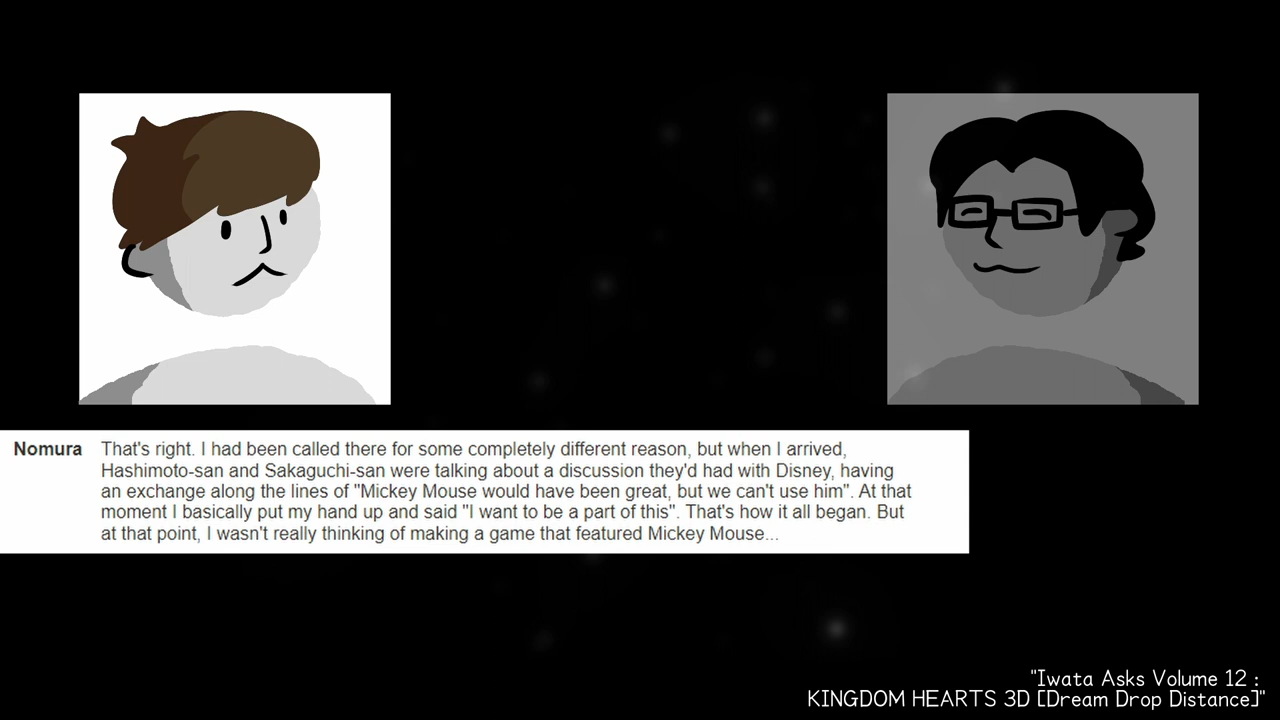 Nomura That's right. I had been called there for some completely different reason, but when I arrived,
Hashimoto-san and Sakaguchi-san were talking about a discussion they'd had with Disney, having
an exchange along the lines of "Mickey Mouse would have been great, but we can't use him". At that
moment I basically put my hand up and said "I want to be a part of this". That's how it all began. But
at that point, I wasn't really thinking of making a game that featured Mickey Mouse...
"Iwata Asks Volume 12 :
KINGDOM HEARTS 3D [Dream Drop Distance]"